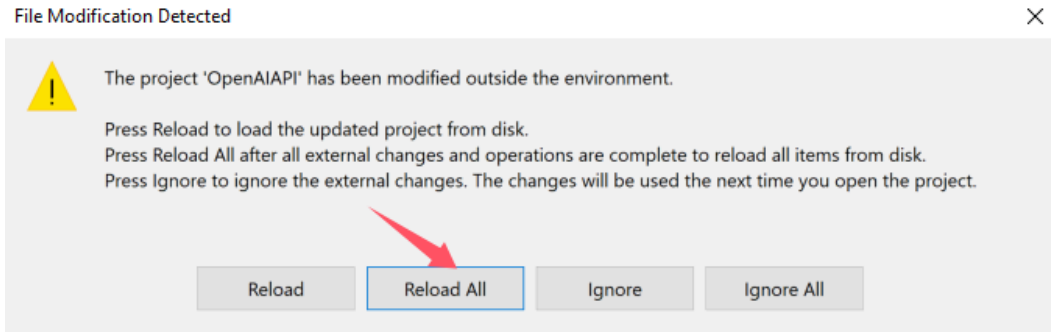 File Modification Detected
The project 'OpenAIAPI' has been modified outside the environment.
Press Reload to load the updated project from disk.
Press Reload All after all external changes and operations are complete to reload all items from disk.
Press Ignore to ignore the external changes. The changes will be used the next time you open the project.
Reload Reload All Ignore Ignore All